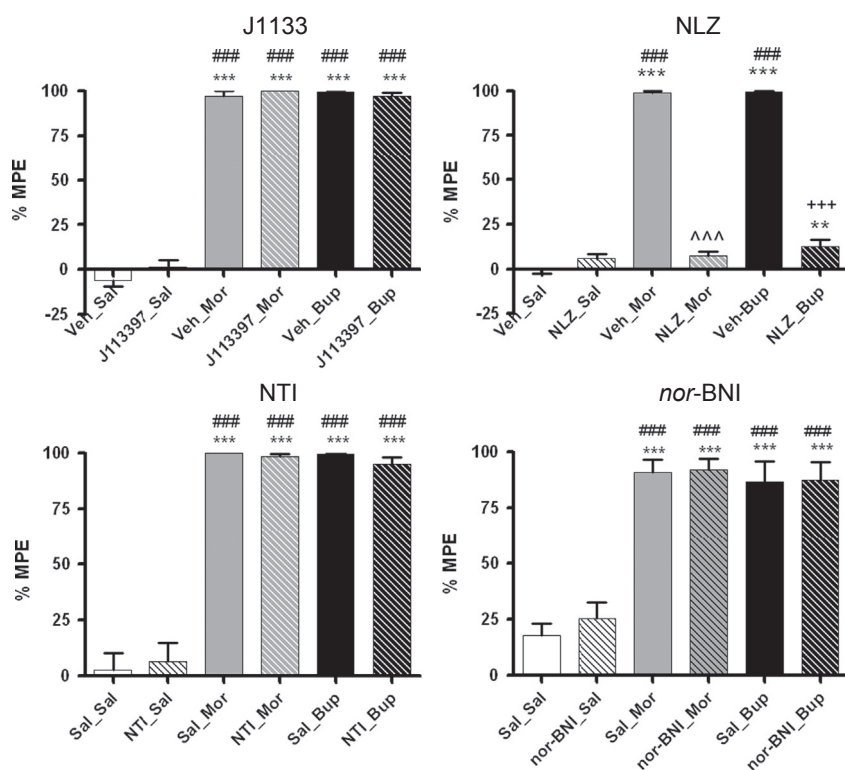 J1133
### ### ### ###
*** *** *** ***
100
75
50
25
0
-25
% MPE
Veh_Sal
J113397_Sal
Veh_Mor
J113397_Mor
Veh_Bup
J113397_Bup
NLZ
### ###
*** ***
^^^
+++
**
100
75
50
25
0
-25
% MPE
Veh_Sal
NLZ_Sal
Veh_Mor
NLZ_Mor
Veh-Bup
NLZ_Bup
NTI
### ### ### ###
*** *** *** ***
100
75
50
25
0
% MPE
Sal_Sal
NTI_Sal
Sal_Mor
NTI_Mor
Sal_Bup
NTI_Bup
nor-BNI
### ### ### ###
*** *** *** ***
100
75
50
25
0
% MPE
Sal_Sal
nor-BNI_Sal
Sal_Mor
nor-BNI_Mor
Sal_Bup
nor-BNI_Bup